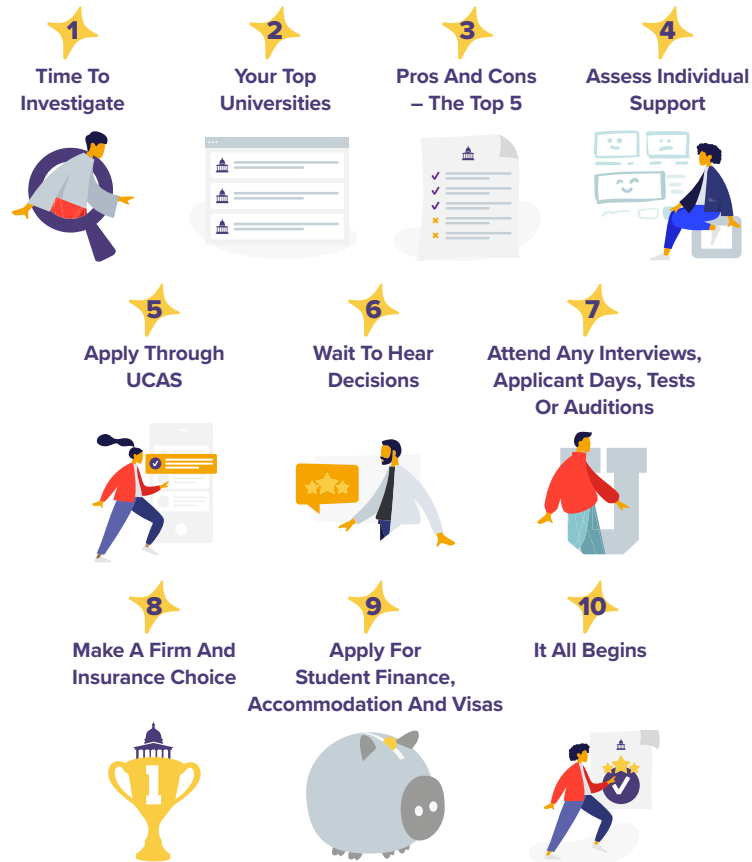 1
Time To
Investigate
2
Your Top
Universities
3
Pros And Cons
– The Top 5
4
Assess Individual
Support
5
Apply Through
UCAS
6
Wait To Hear
Decisions
7
Attend Any Interviews,
Applicant Days, Tests
Or Auditions
8
Make A Firm And
Insurance Choice
1
9
Apply For
Student Finance,
Accommodation And Visas
10
It All Begins